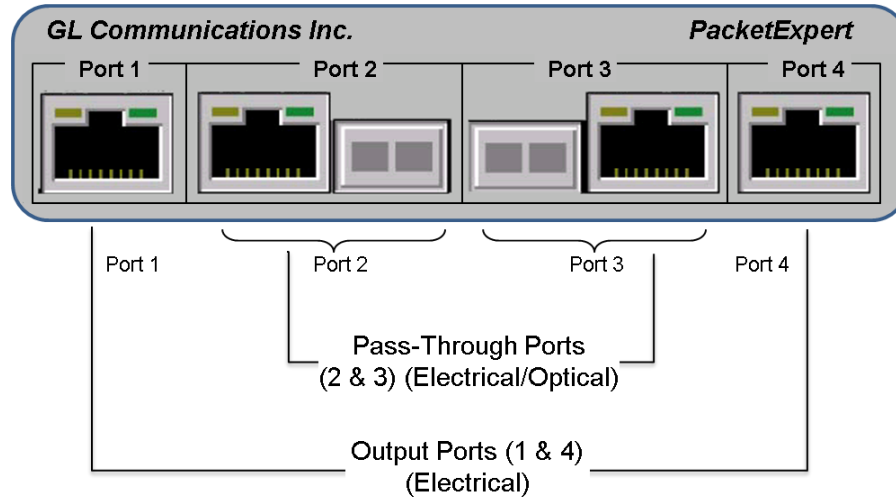 GL Communications Inc. PacketExpert
Port 1 Port 2 Port 3 Port 4
Port 1 Port 2 Port 3 Port 4
Pass-Through Ports
(2 & 3) (Electrical/Optical)
Output Ports (1 & 4)
(Electrical)